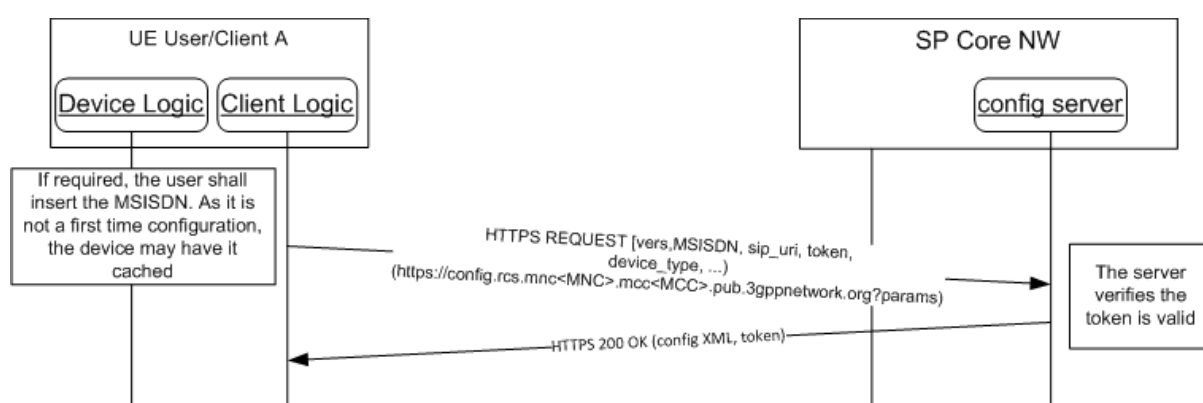 UE User/Client A
SP Core NW
Device Logic
Client Logic
config server
If required, the user shall
insert the MSISDN. As it is
not a first time configuration,
the device may have it
cached
HTTPS REQUEST [vers,MSISDN, sip_uri, token,
device_type, ...)
(https://config.rcs.mnc<MNC>.mcc<MCC>.pub.3gppnetwork.org?params)
The server
verifies the
token is valid
HTTPS 200 OK (config XML, token)